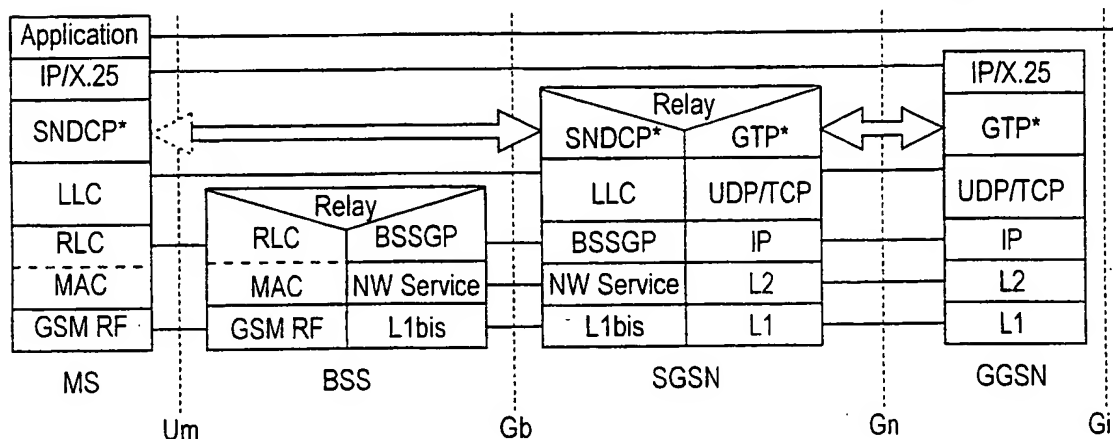 Application
IP/X.25
SNDCP*
LLC
RLC
MAC
GSM RF
MS
Um
Relay
RLC
BSSGP
MAC
NW Service
GSM RF
L1bis
BSS
Gb
Relay
SNDCP*
GTP*
LLC
UDP/TCP
BSSGP
IP
NW Service
L2
L1bis
L1
SGSN
Gn
IP/X.25
GTP*
UDP/TCP
IP
L2
L1
GGSN
Gi